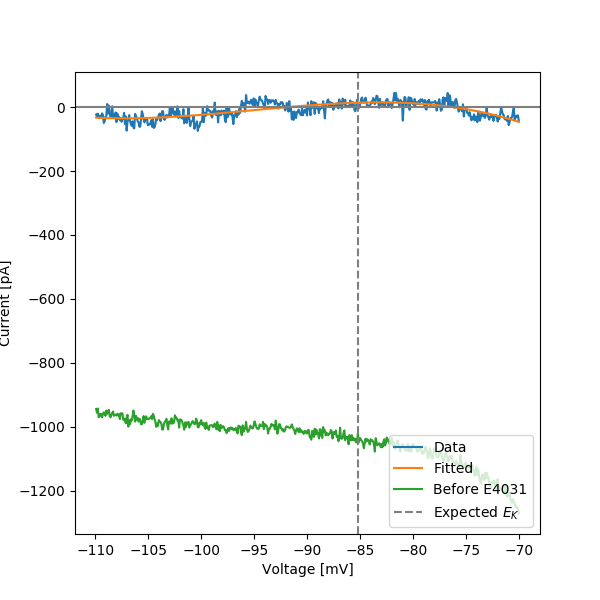 0
−200
−400
−600
−800
−1000
−1200
Current [pA]
Data
Fitted
Before E4031
Expected $E_K$
−110 −105 −100 −95 −90 −85 −80 −75 −70
Voltage [mV]